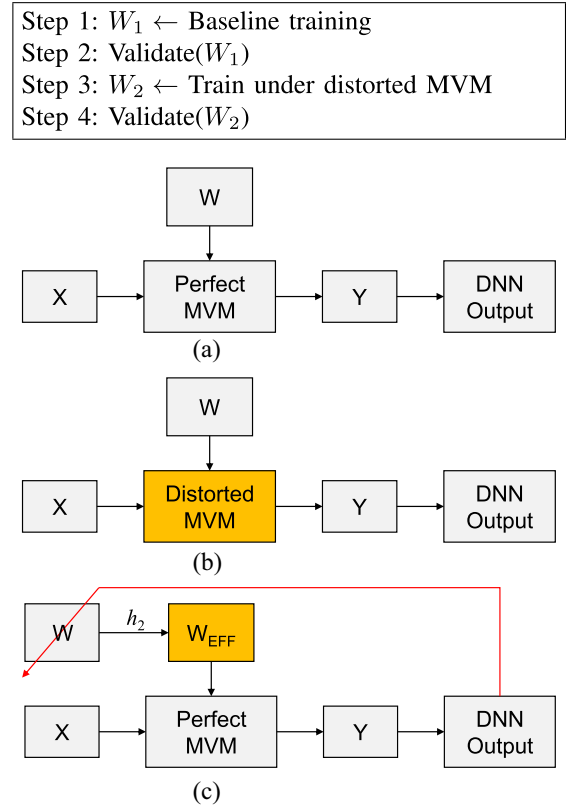 Step 1: W₁ ← Baseline training
Step 2: Validate(W₁)
Step 3: W₂ ← Train under distorted MVM
Step 4: Validate(W₂)
W
X
Perfect
MVM
Y
DNN
Output
(a)
W
X
Distorted
MVM
Y
DNN
Output
(b)
W
h₂
W_EFF
X
Perfect
MVM
Y
DNN
Output
(c)